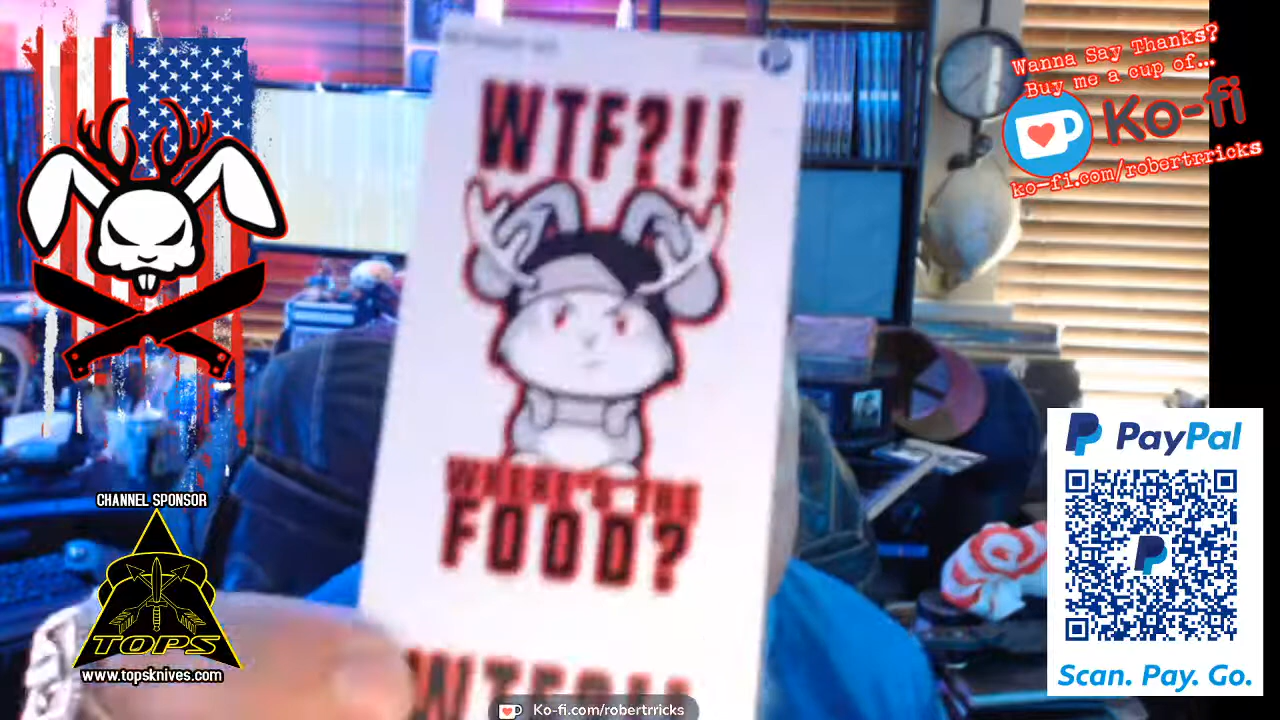 WTF?!!
WHERE'S THE
FOOD?
WTF?!!
Wanna Say Thanks?
Buy me a cup of...
Ko-fi
ko-fi.com/robertrricks
PayPal
Scan. Pay. Go.
CHANNEL SPONSOR
TOPS
www.topsknives.com
Ko-fi.com/robertrricks